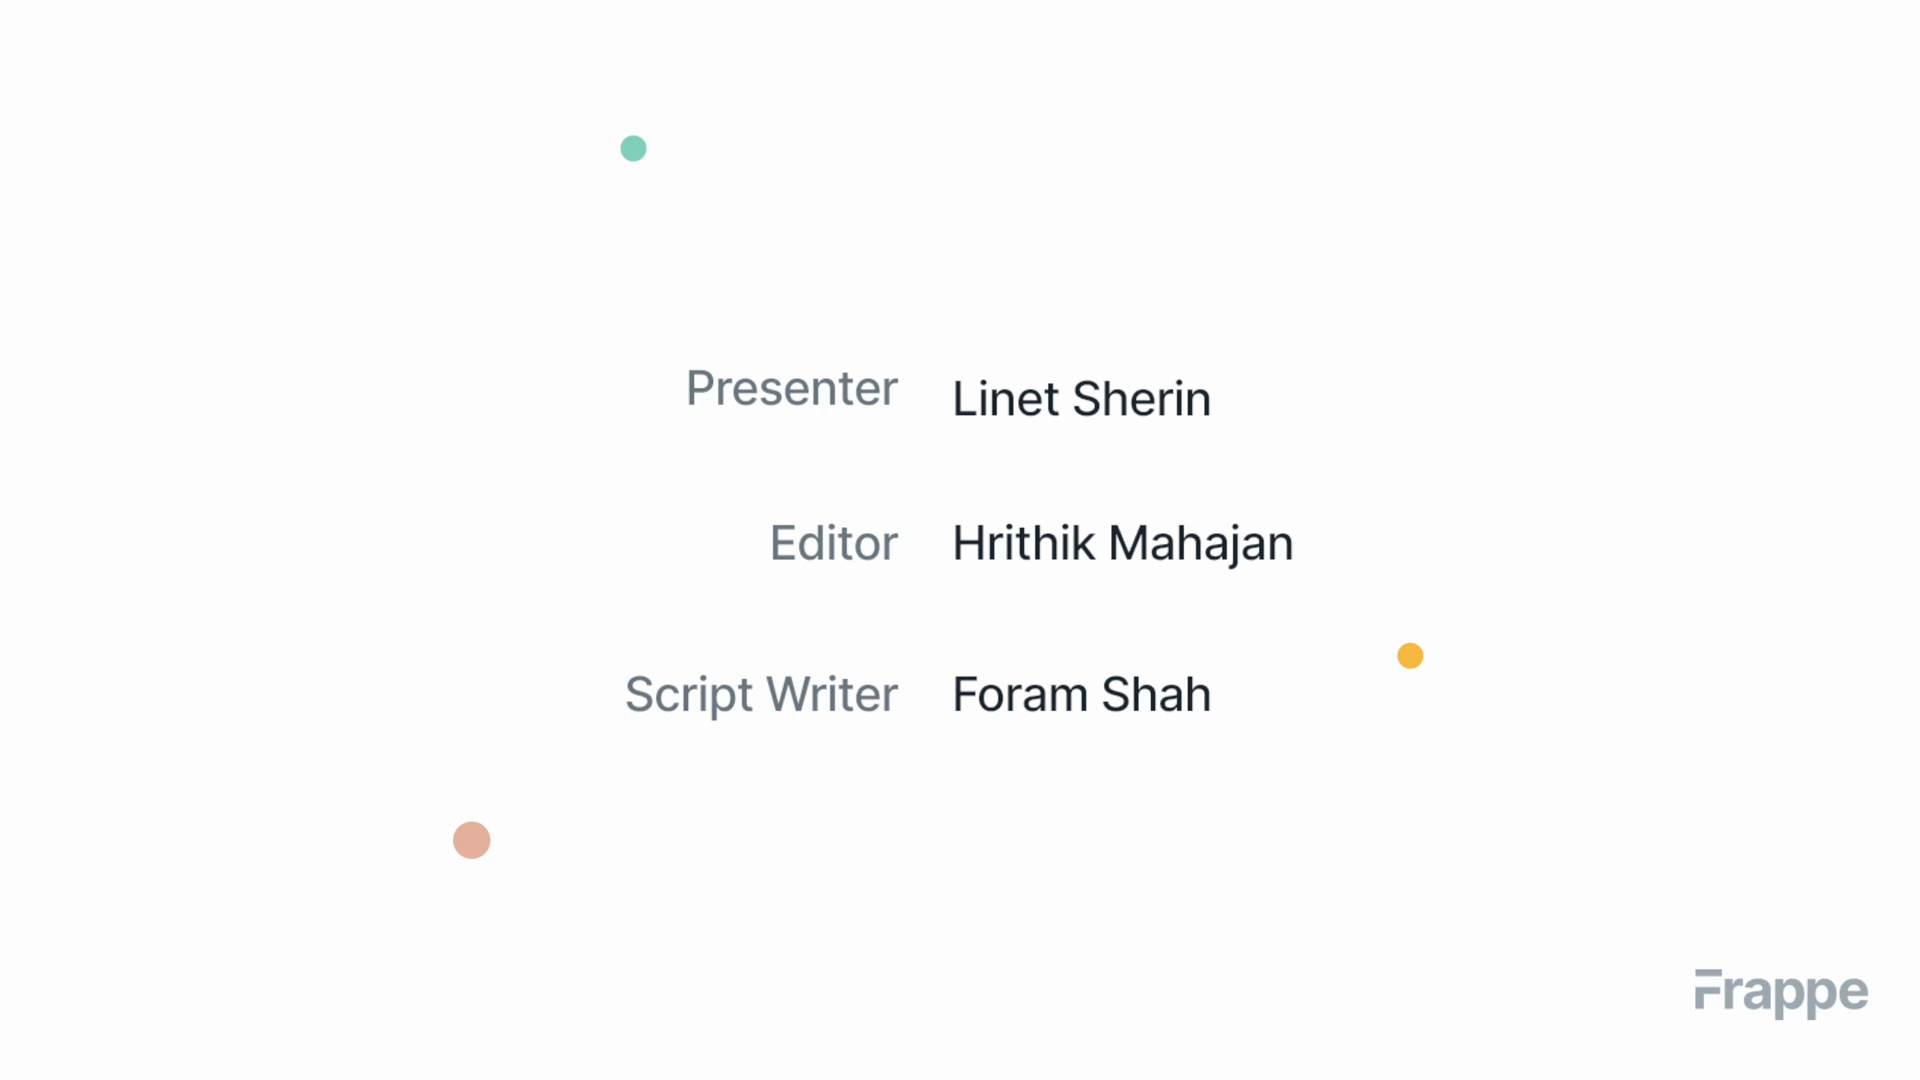 Presenter Linet Sherin
Editor Hrithik Mahajan
Script Writer Foram Shah
Frappe